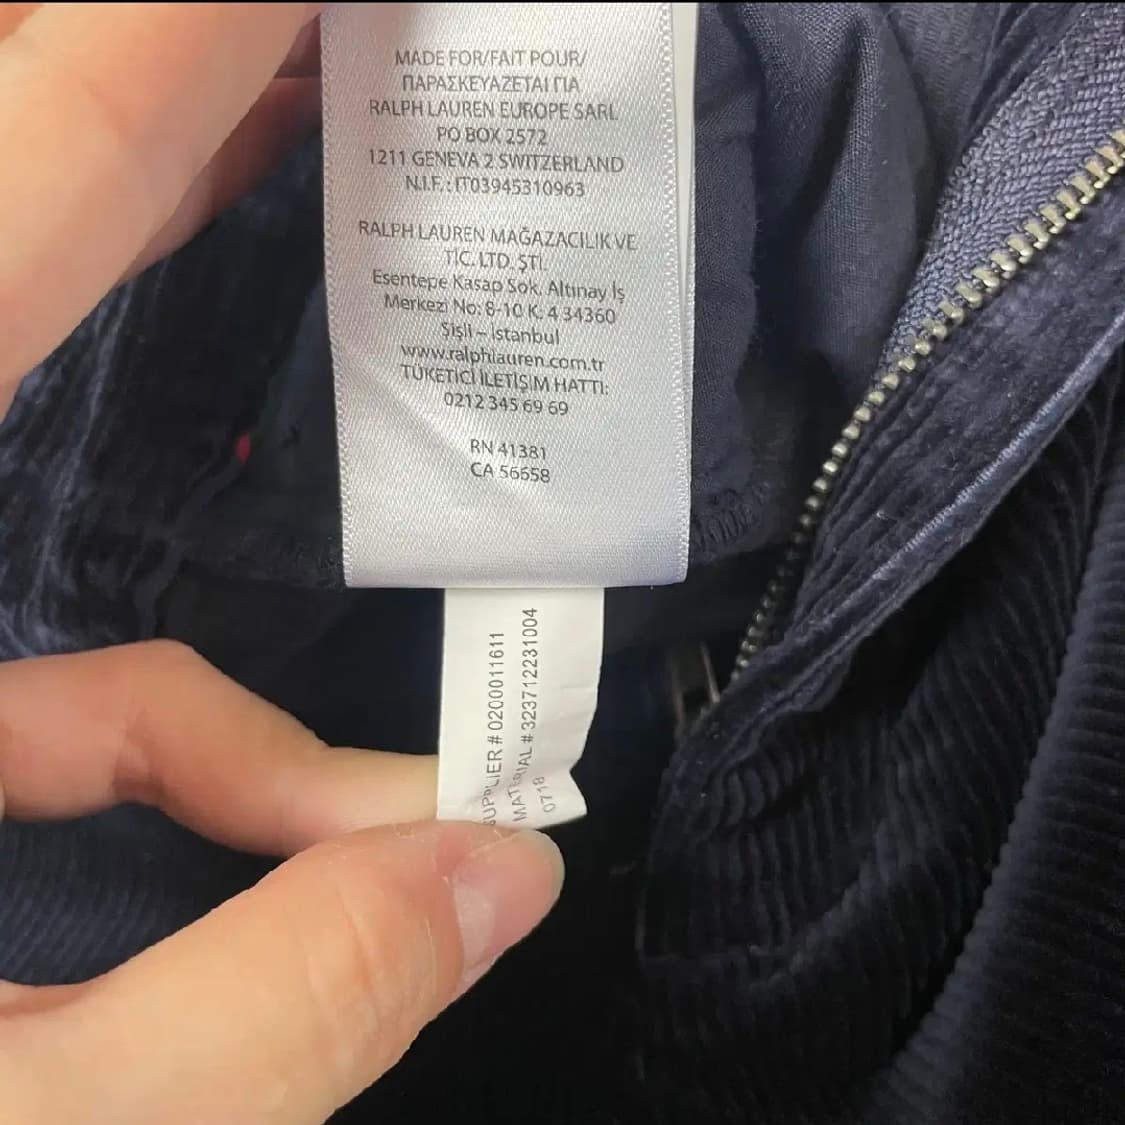 MADE FOR/FAIT POUR/
ΠΑΡΑΣΚΕΥΑΖΕΤΑΙ ΓΙΑ
RALPH LAUREN EUROPE SARL
PO BOX 2572
1211 GENEVA 2 SWITZERLAND
N.I.F. : IT03945310963
RALPH LAUREN MAĞAZACILIK VE
TİC. LTD. ŞTİ.
Esentepe Kasap Sok. Altınay İş
Merkezi No: 8-10 K. 4 34360
Şişli – İstanbul
www.ralphlauren.com.tr
TÜKETİCİ İLETİŞİM HATTI:
0212 345 69 69
RN 41381
CA 56658
SUPPLIER # 0200011611
MATERIAL # 323712231004
0718